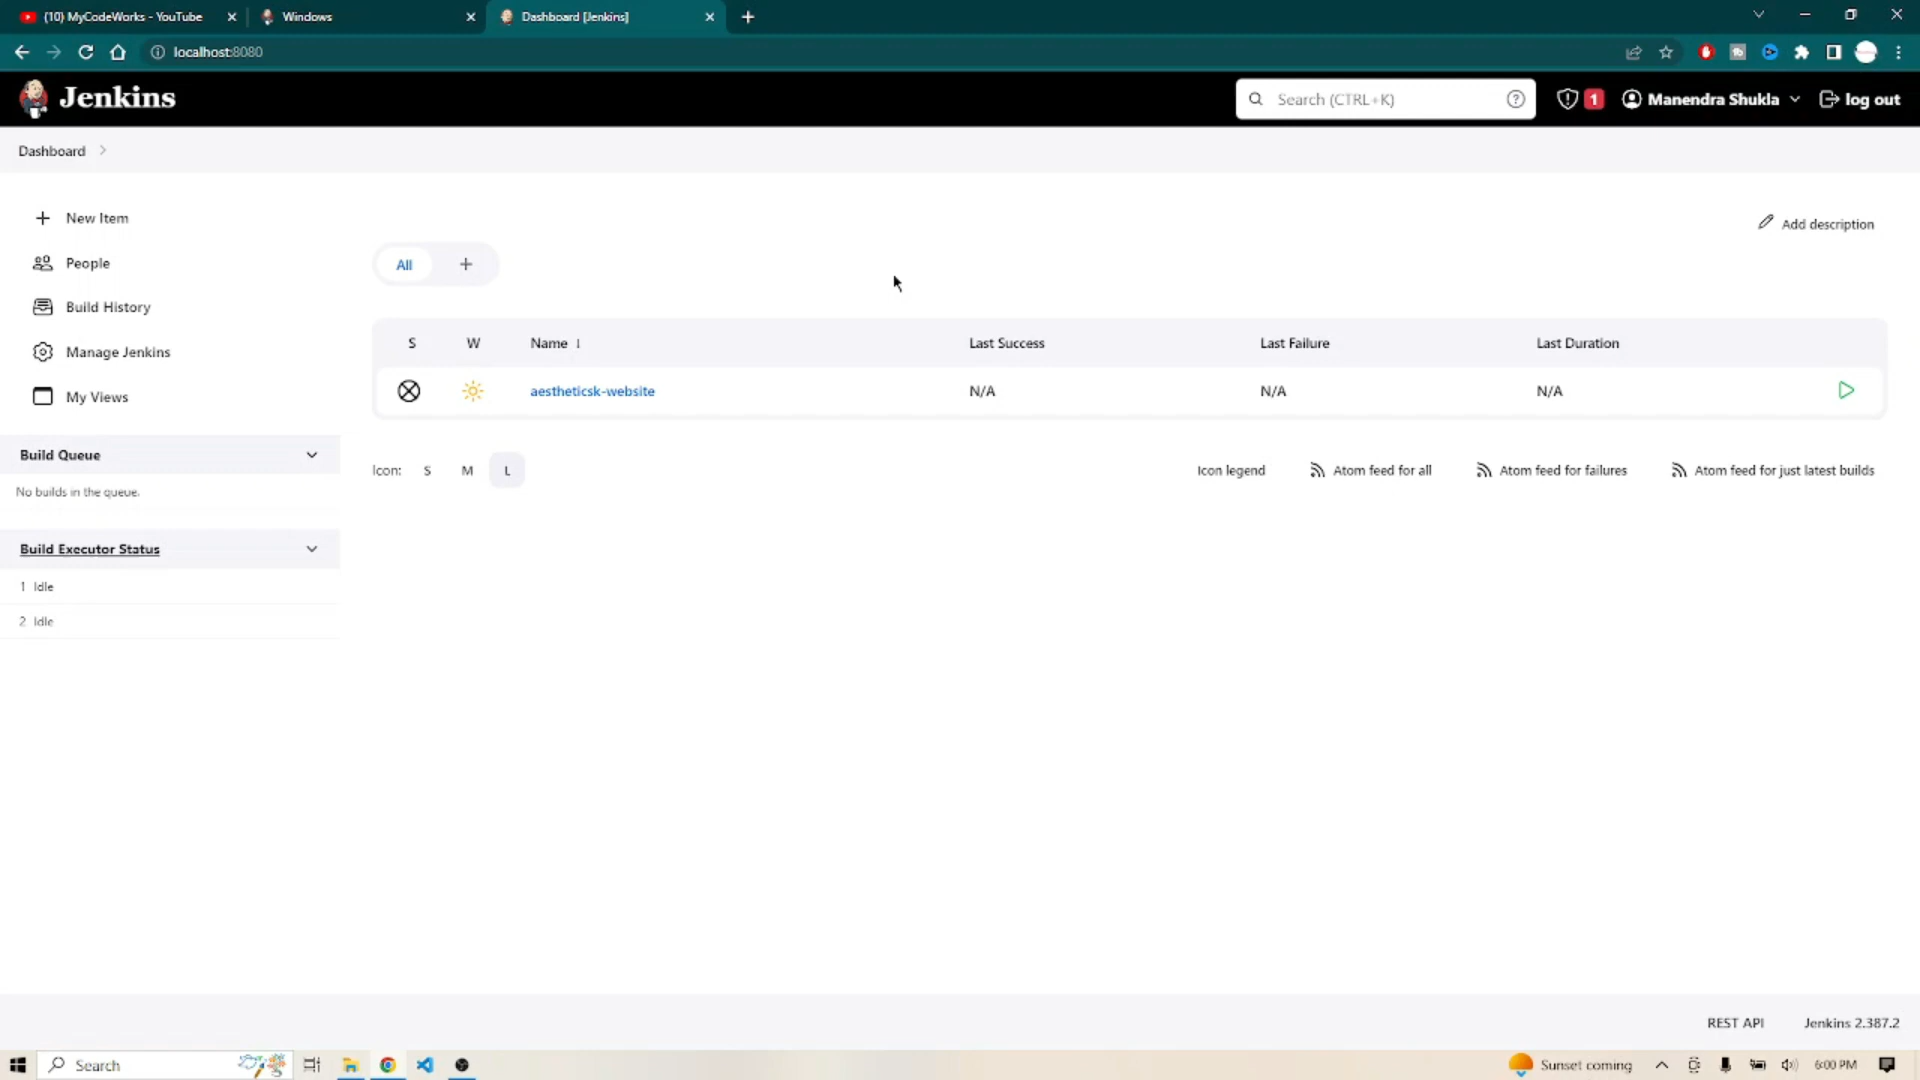 (10) MyCodeWorks - YouTube
Windows
Dashboard [Jenkins]
localhost:8080
Jenkins
Search (CTRL+K)
1
Manendra Shukla
log out
Dashboard
New Item
People
Build History
Manage Jenkins
My Views
Add description
All
S W Name ↓ Last Success Last Failure Last Duration
aestheticsk-website N/A N/A N/A
Icon: S M L
Icon legend
Atom feed for all
Atom feed for failures
Atom feed for just latest builds
Build Queue
No builds in the queue.
Build Executor Status
1 Idle
2 Idle
REST API
Jenkins 2.387.2
Search
Sunset coming
6:00 PM